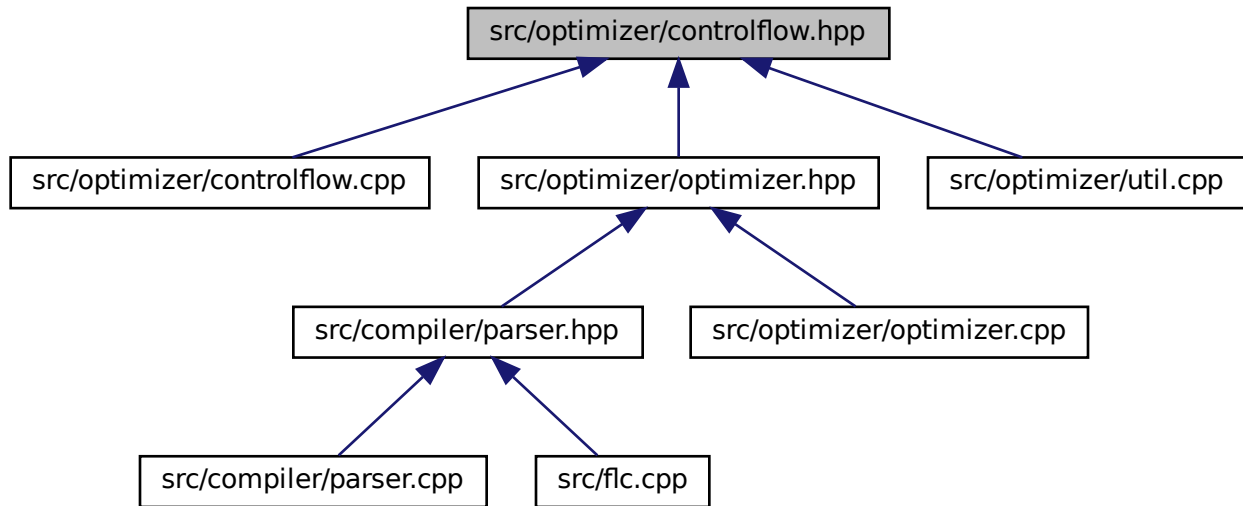 src/optimizer/controlflow.hpp
src/optimizer/controlflow.cpp
src/optimizer/optimizer.hpp
src/optimizer/util.cpp
src/compiler/parser.hpp
src/optimizer/optimizer.cpp
src/compiler/parser.cpp
src/flc.cpp